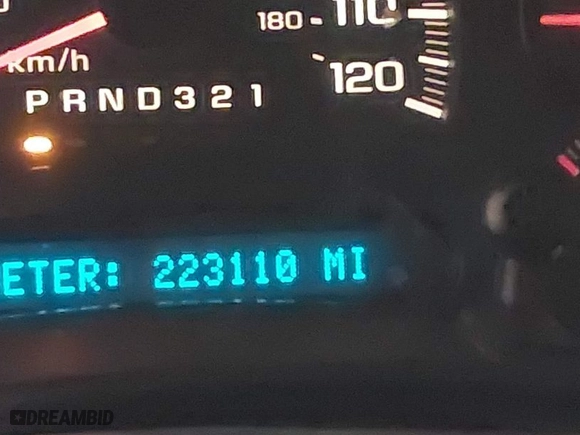 180 110
km/h
120
P R N D 3 2 1
ETER: 223110 MI
DREAMBID